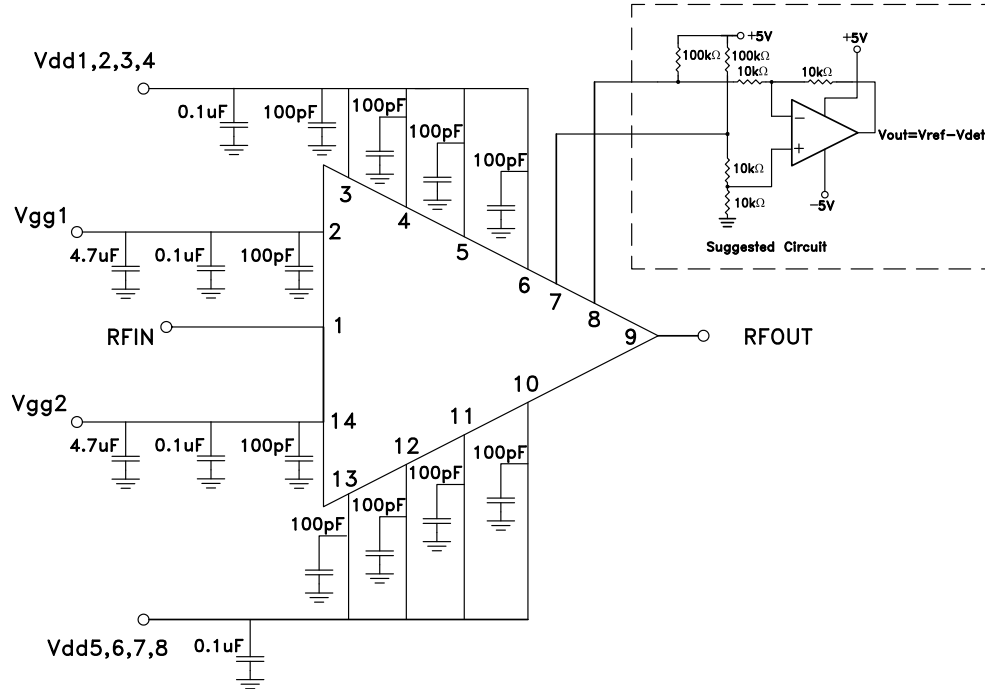 Vdd1,2,3,4
0.1uF
100pF
100pF
100pF
100pF
+5V
100kΩ
100kΩ
10kΩ
10kΩ
+5V
−
+
Vout=Vref-Vdet
10kΩ
10kΩ
-5V
Suggested Circuit
3
4
5
6
7
8
9
Vgg1
4.7uF
0.1uF
100pF
2
RFIN
1
RFOUT
Vgg2
4.7uF
0.1uF
100pF
14
13
12
11
10
100pF
100pF
100pF
100pF
Vdd5,6,7,8
0.1uF